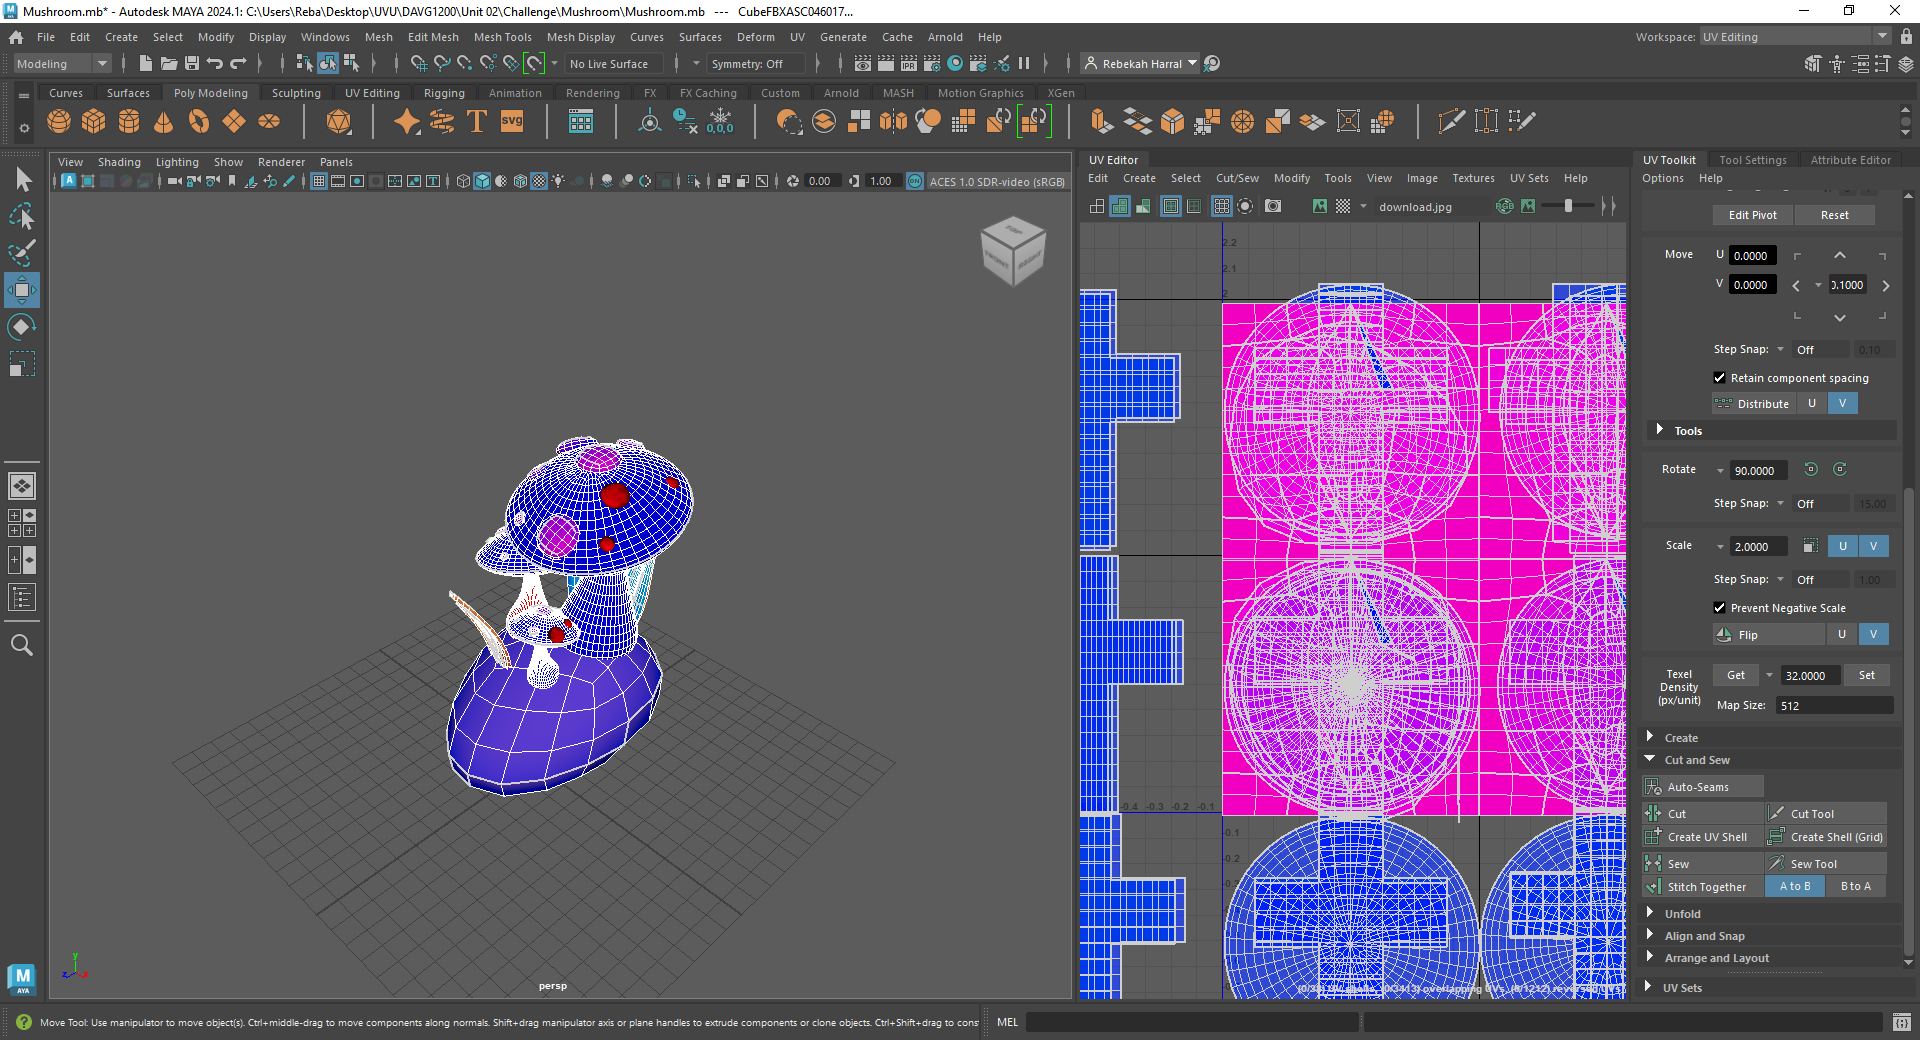 Mushroom.mb* - Autodesk MAYA 2024.1: C:\Users\Reba\Desktop\UVU\DAVG1200\Unit 02\Challenge\Mushroom\Mushroom.mb --- CubeFBXASC046017...
File Edit Create Select Modify Display Windows Mesh Edit Mesh Mesh Tools Mesh Display Curves Surfaces Deform UV Generate Cache Arnold Help
Workspace: UV Editing
Modeling
No Live Surface
Symmetry: Off
Rebekah Harral
Curves Surfaces Poly Modeling Sculpting UV Editing Rigging Animation Rendering FX FX Caching Custom Arnold MASH Motion Graphics XGen
T svg
0,0,0
IPR
View Shading Lighting Show Renderer Panels
0.00 1.00 ON ACES 1.0 SDR-video (sRGB)
TOP
FRONT RIGHT
persp
y
z x
UV Editor
Edit Create Select Cut/Sew Modify Tools View Image Textures UV Sets Help
download.jpg
RGB
2.2
2.1
2
-0.4 -0.3 -0.2 -0.1
-0.1
-0.2
UV Toolkit Tool Settings Attribute Editor
Options Help
Edit Pivot Reset
Move U 0.0000
V 0.0000 0.1000
Step Snap: Off 0.10
Retain component spacing
Distribute U V
Tools
Rotate 90.0000
Step Snap: Off 15.00
Scale 2.0000 U V
Step Snap: Off 1.00
Prevent Negative Scale
Flip U V
Texel Density (px/unit) Get 32.0000 Set
Map Size: 512
Create
Cut and Sew
Auto-Seams
Cut Cut Tool
Create UV Shell Create Shell (Grid)
Sew Sew Tool
Stitch Together A to B B to A
Unfold
Align and Snap
Arrange and Layout
UV Sets
M
AYA
Move Tool: Use manipulator to move object(s). Ctrl+middle-drag to move components along normals. Shift+drag manipulator axis or plane handles to extrude components or clone objects. Ctrl+Shift+drag to cons
MEL